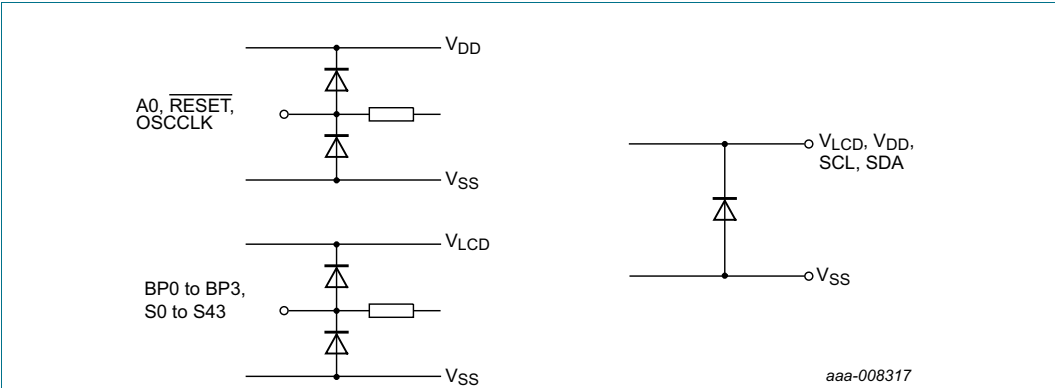 VDD
A0, RESET,
OSCCLK
VSS
VLCD
BP0 to BP3,
S0 to S43
VSS
VLCD, VDD,
SCL, SDA
VSS
aaa-008317